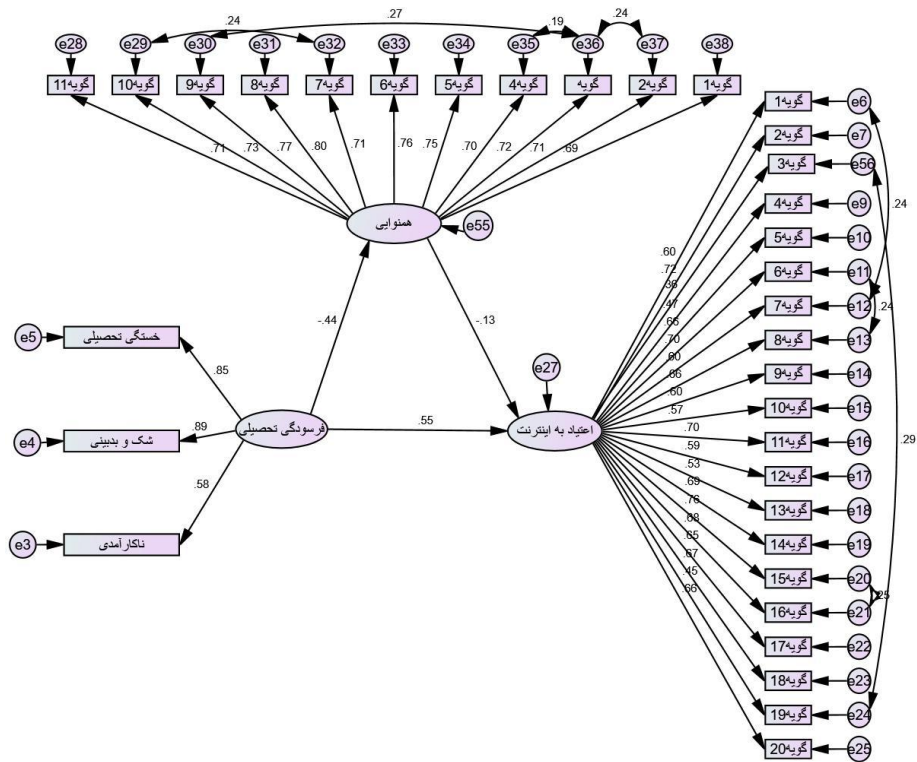 .27
.24
.19
.24
e28 e29 e30 e31 e32 e33 e34 e35 e36 e37 e38
گویه11 گویه10 گویه9 گویه8 گویه7 گویه6 گویه5 گویه4 گویه گویه2 گویه1
.71 .73 .77 .80 .71 .76 .75 .70 .72 .71 .69
همنوایی
e55
-.44
-.13
e5
خستگی تحصیلی
.85
e4
شک و بدبینی
.89
e3
ناکارآمدی
.58
فرسودگی تحصیلی
.55
e27
اعتیاد به اینترنت
.60
.72
.36
.47
.65
.70
.60
.66
.60
.57
.70
.59
.53
.69
.76
.68
.65
.67
.45
.66
گویه1 e6
گویه2 e7
گویه3 e56
گویه4 e9
گویه5 e10
گویه6 e11
گویه7 e12
گویه8 e13
گویه9 e14
گویه10 e15
گویه11 e16
گویه12 e17
گویه13 e18
گویه14 e19
گویه15 e20
گویه16 e21
گویه17 e22
گویه18 e23
گویه19 e24
گویه20 e25
.24
.24
.29
.25